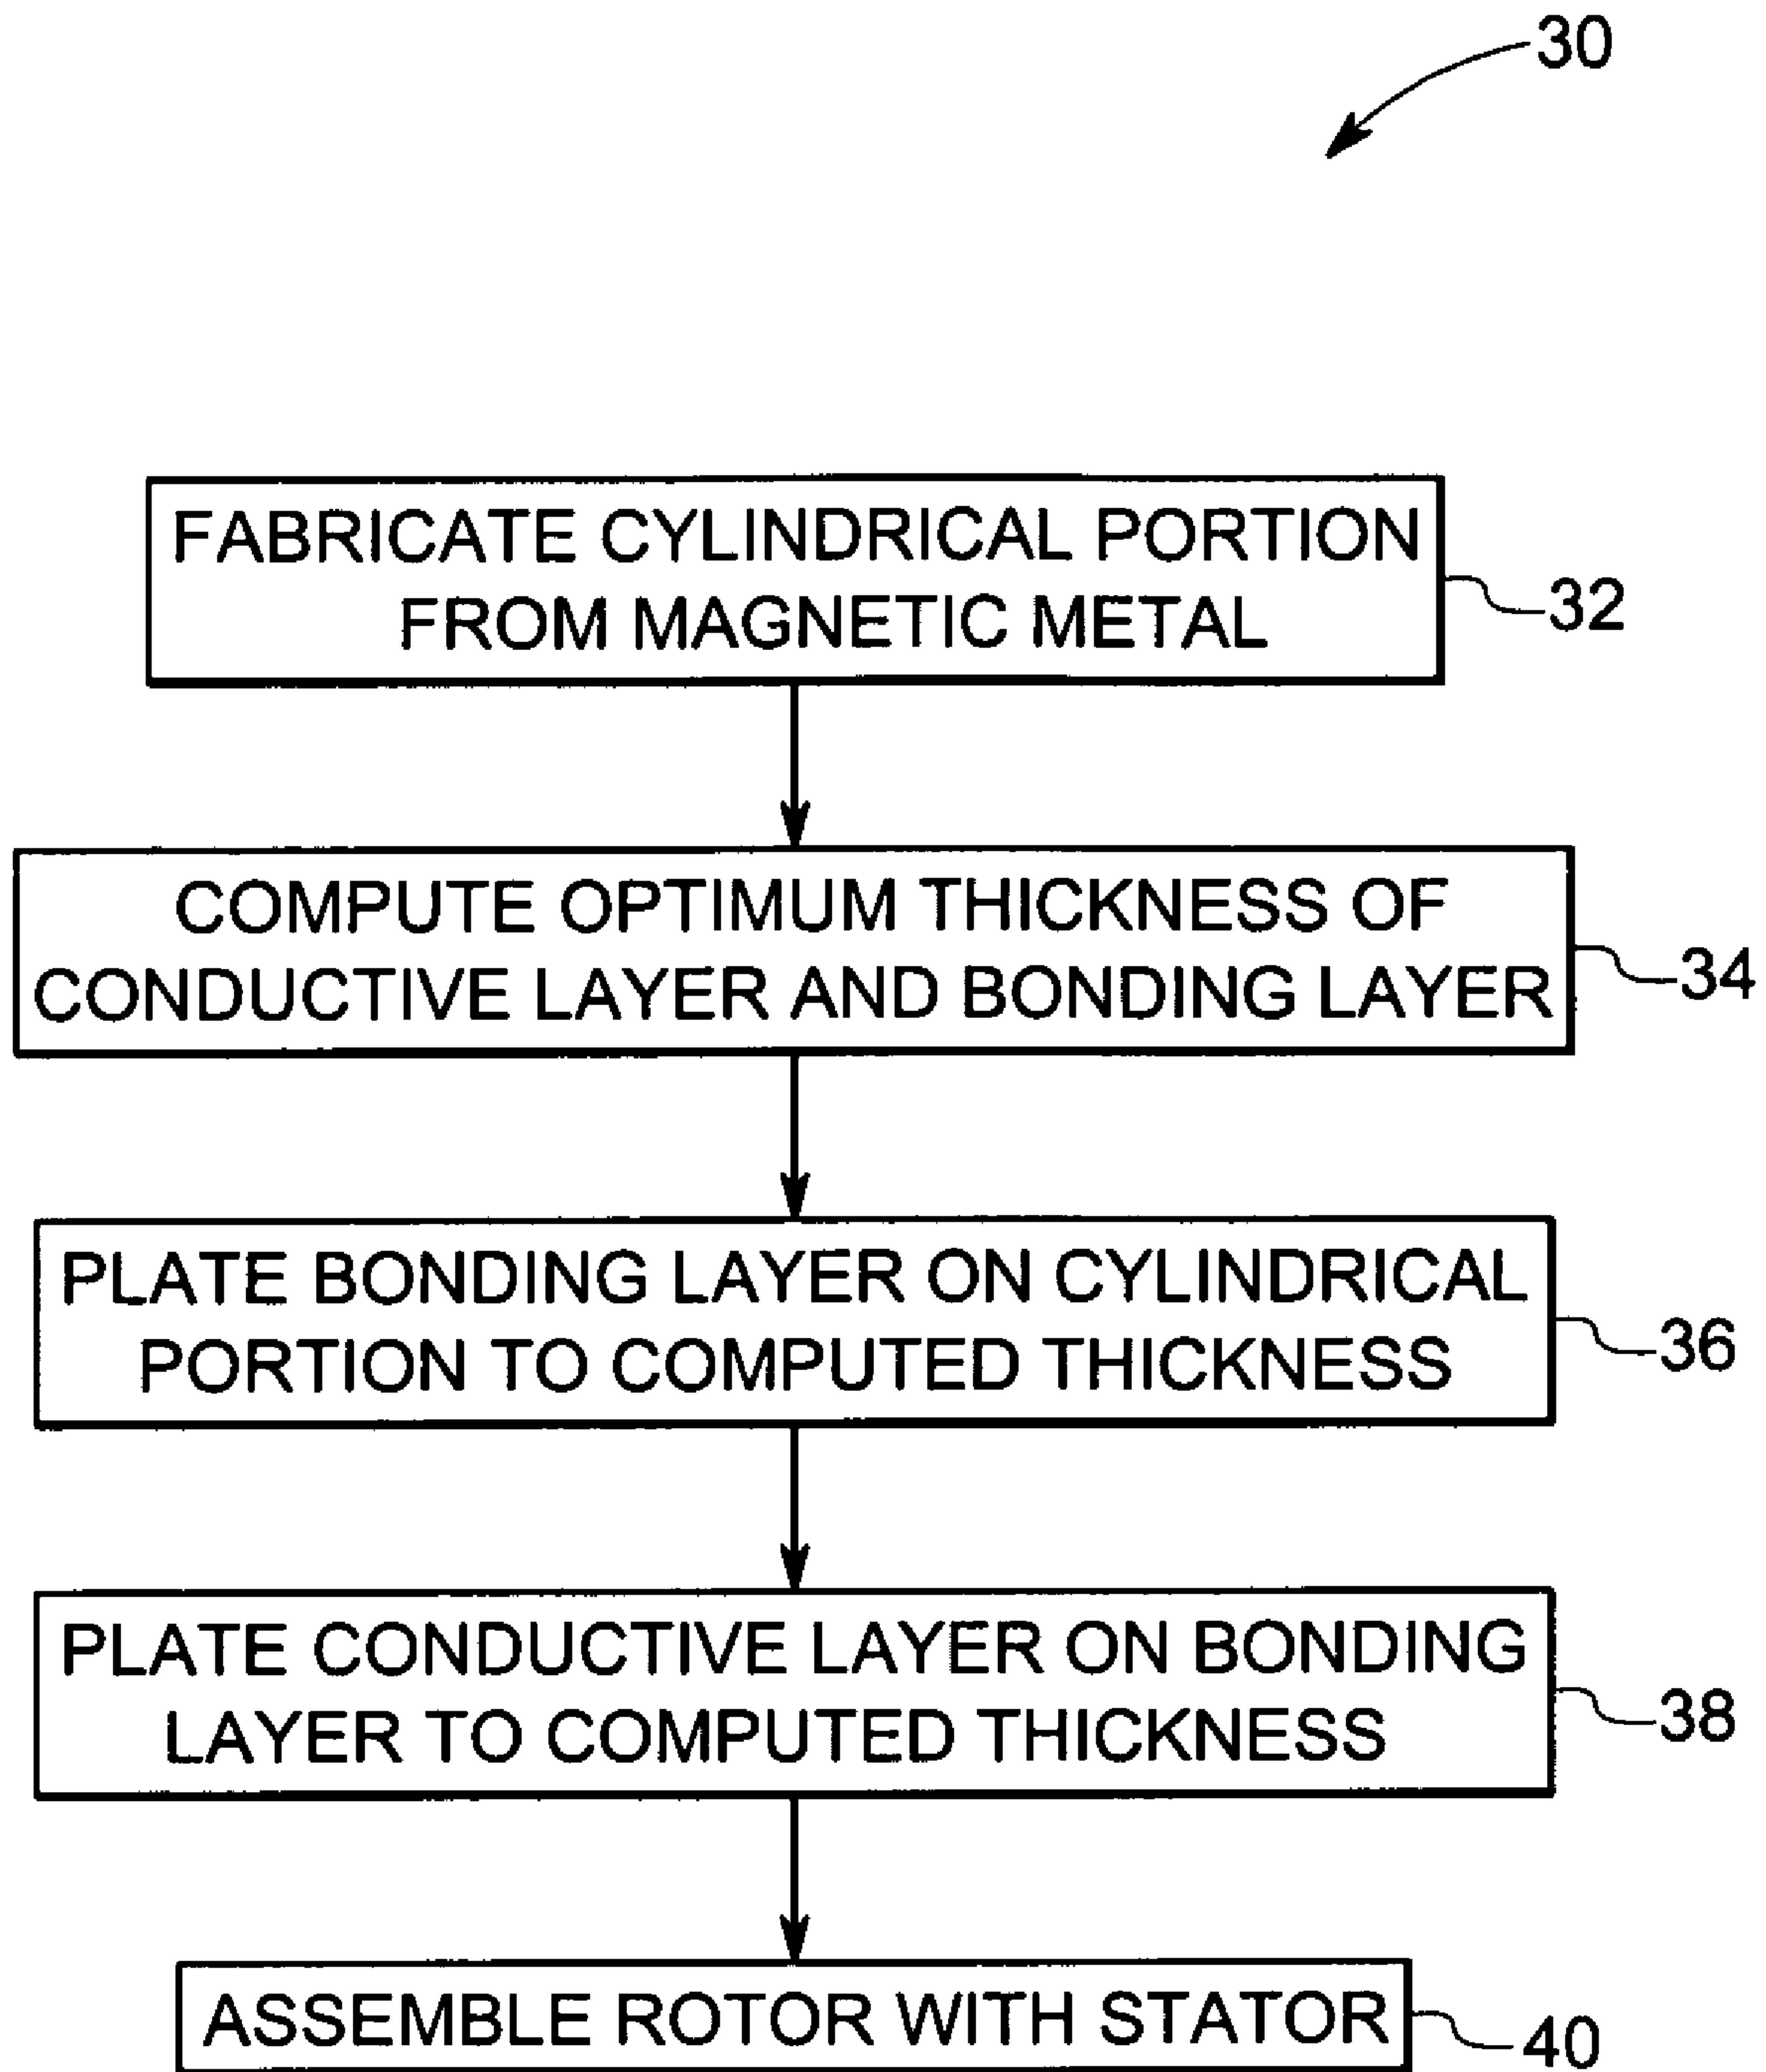 30
FABRICATE CYLINDRICAL PORTION
FROM MAGNETIC METAL
32
COMPUTE OPTIMUM THICKNESS OF
CONDUCTIVE LAYER AND BONDING LAYER
34
PLATE BONDING LAYER ON CYLINDRICAL
PORTION TO COMPUTED THICKNESS
36
PLATE CONDUCTIVE LAYER ON BONDING
LAYER TO COMPUTED THICKNESS
38
ASSEMBLE ROTOR WITH STATOR
40